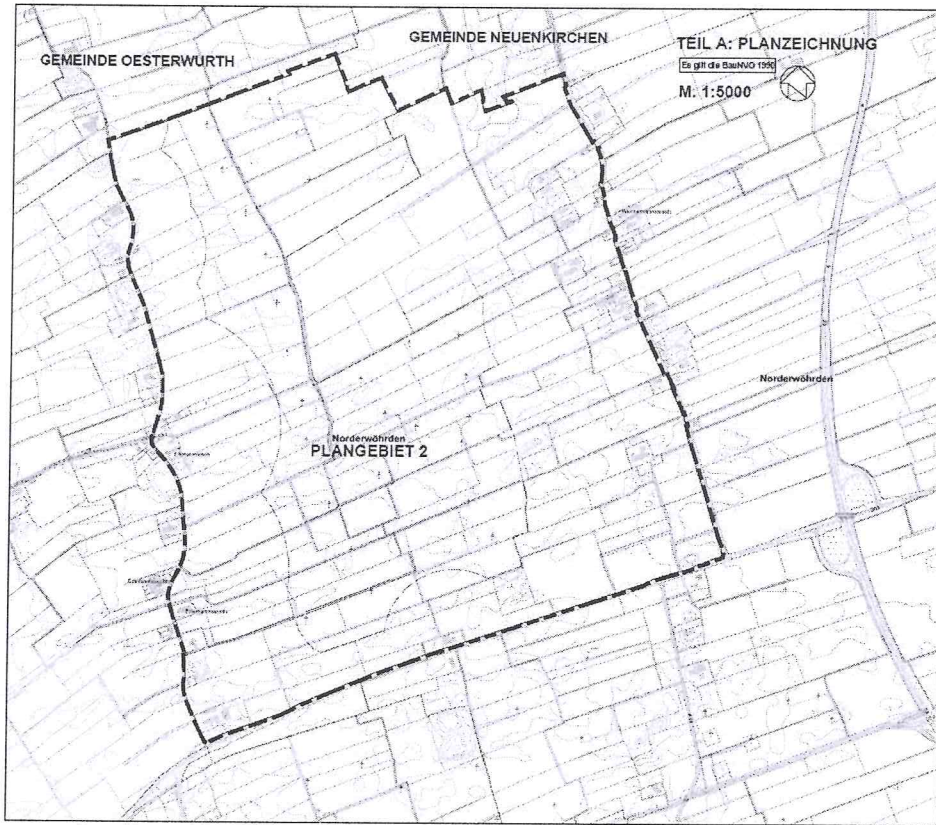 GEMEINDE OESTERWURTH
GEMEINDE NEUENKIRCHEN
TEIL A: PLANZEICHNUNG
Es gilt die BauNVO 1990
M. 1:5000
N
Norderwöhrden
Norderwöhrden
PLANGEBIET 2